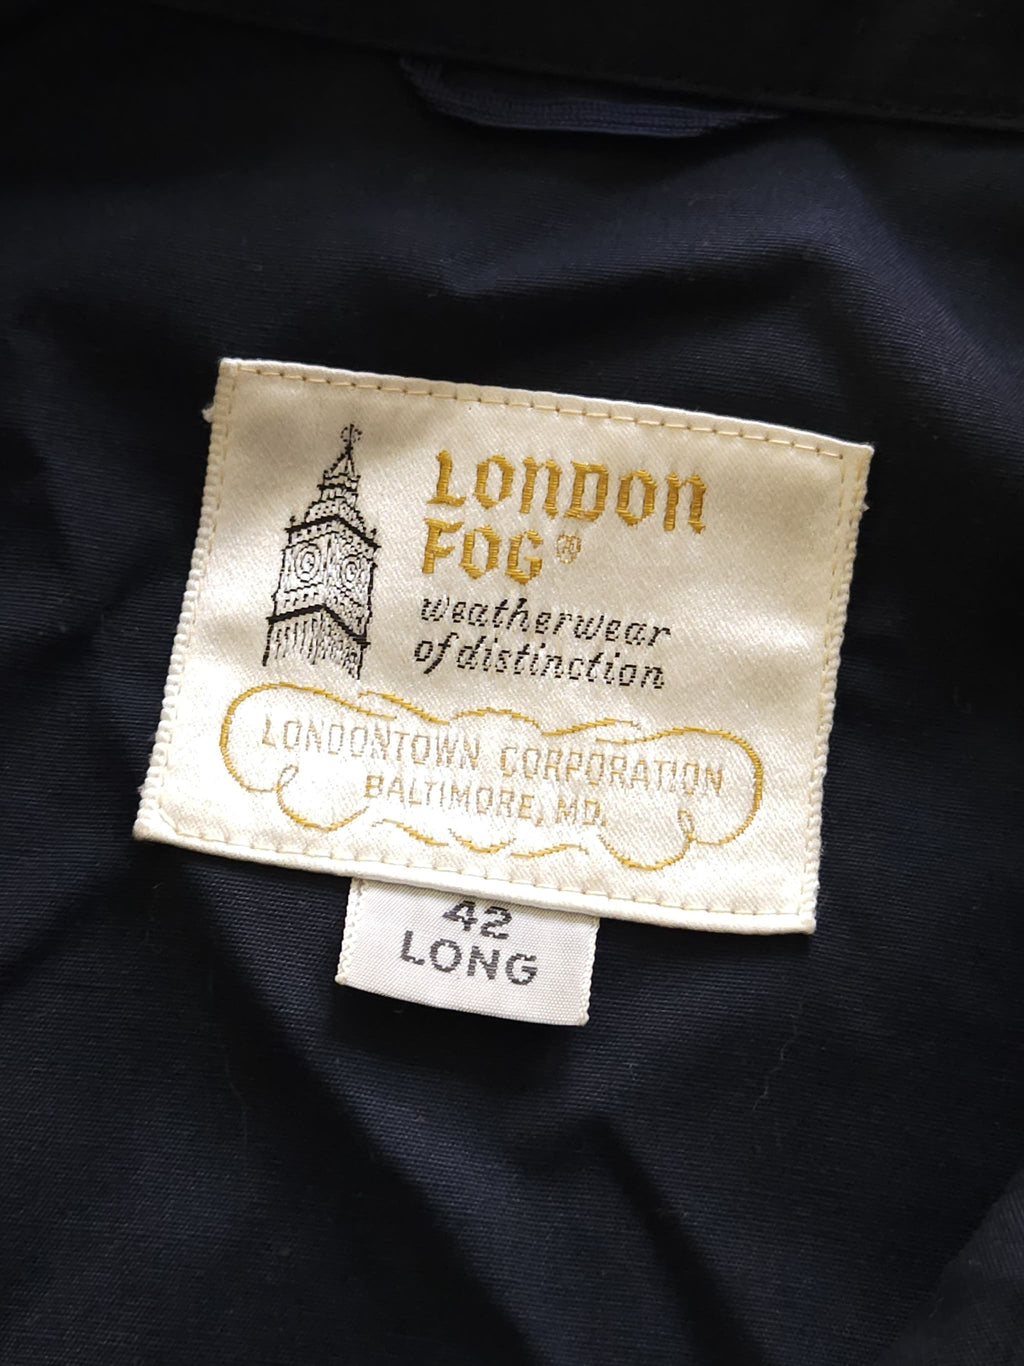 LONDON
FOG®
weatherwear
of distinction
LONDONTOWN CORPORATION
BALTIMORE, MD.
42
LONG